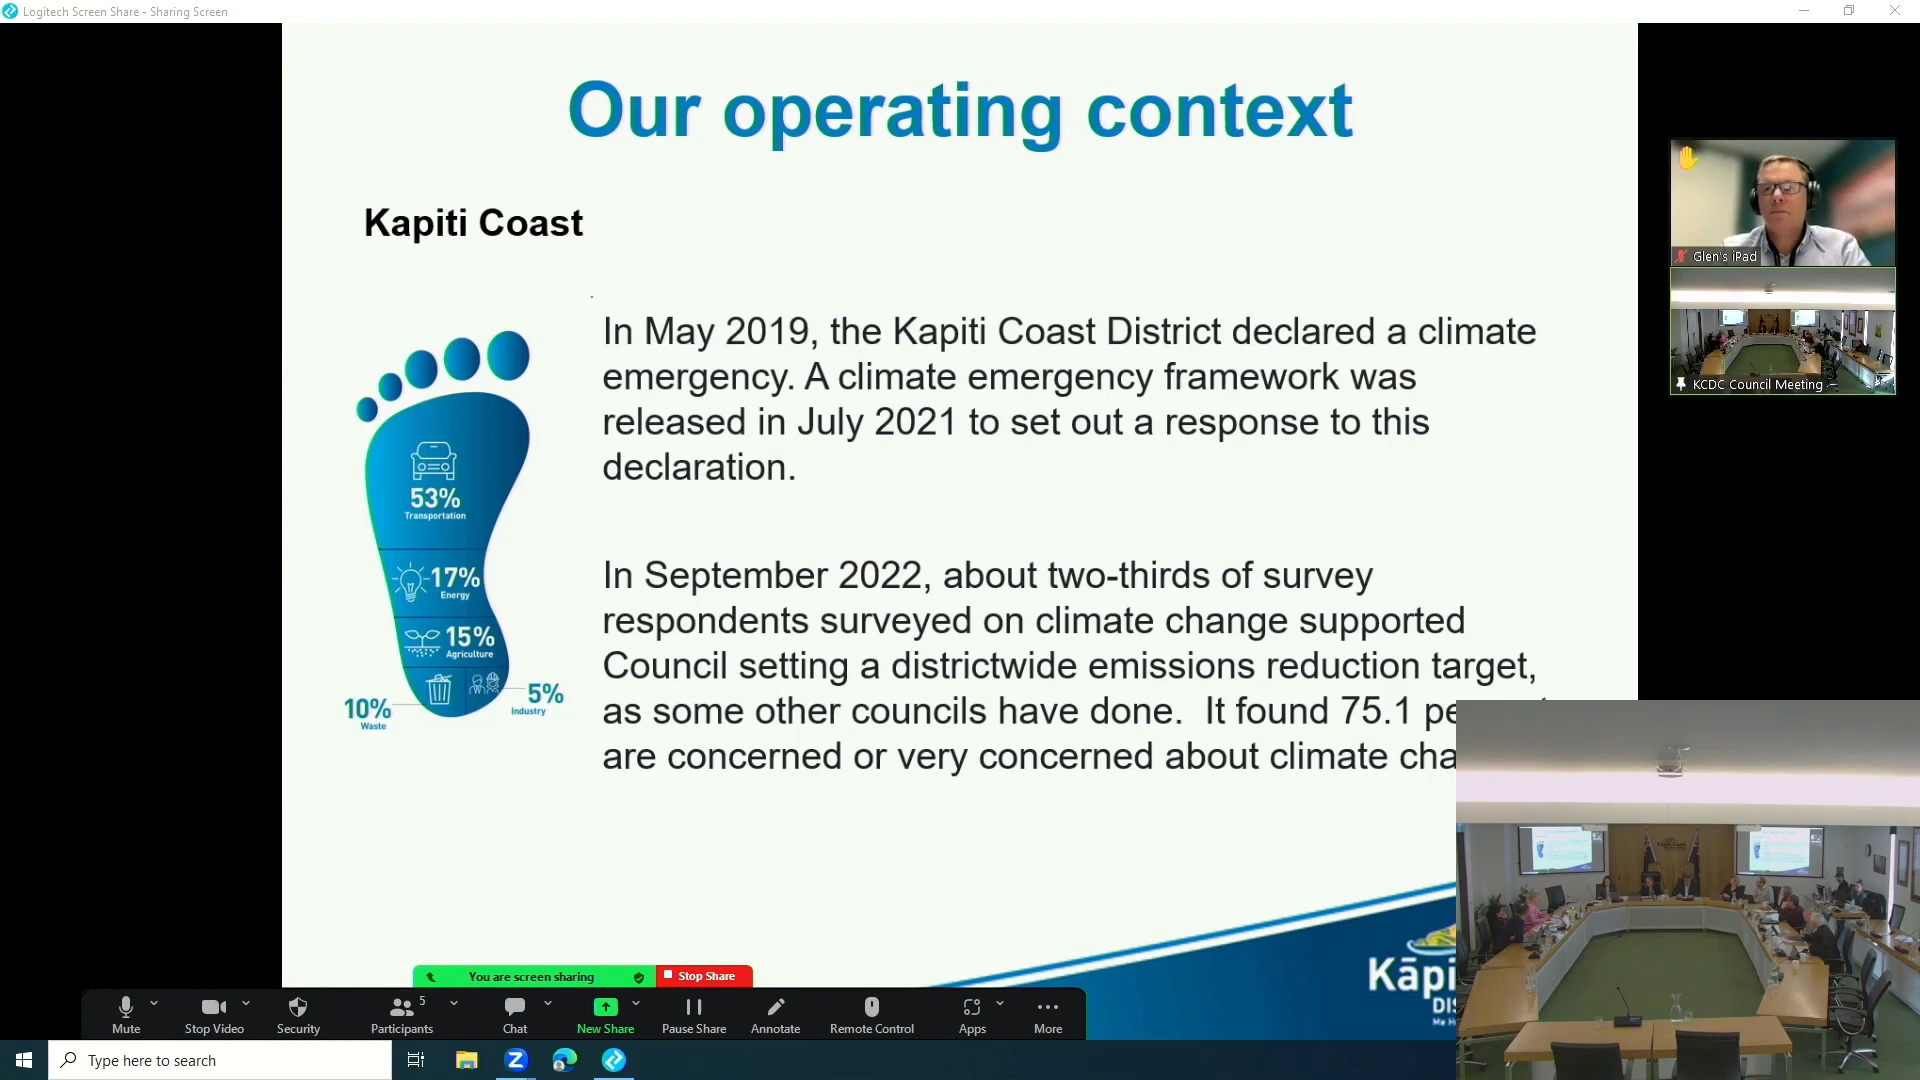 Logitech Screen Share - Sharing Screen
Our operating context
Kapiti Coast
In May 2019, the Kapiti Coast District declared a climate
emergency. A climate emergency framework was
released in July 2021 to set out a response to this
declaration.
In September 2022, about two-thirds of survey
respondents surveyed on climate change supported
Council setting a districtwide emissions reduction target,
as some other councils have done. It found 75.1
are concerned or very concerned about climate
53%
Transportation
17%
Energy
15%
Agriculture
10%
Waste
5%
Industry
Glen's iPad
KCDC Council Meeting
You are screen sharing
Stop Share
Mute
Stop Video
Security
5
Participants
Chat
New Share
Pause Share
Annotate
Remote Control
Apps
More
Type here to search